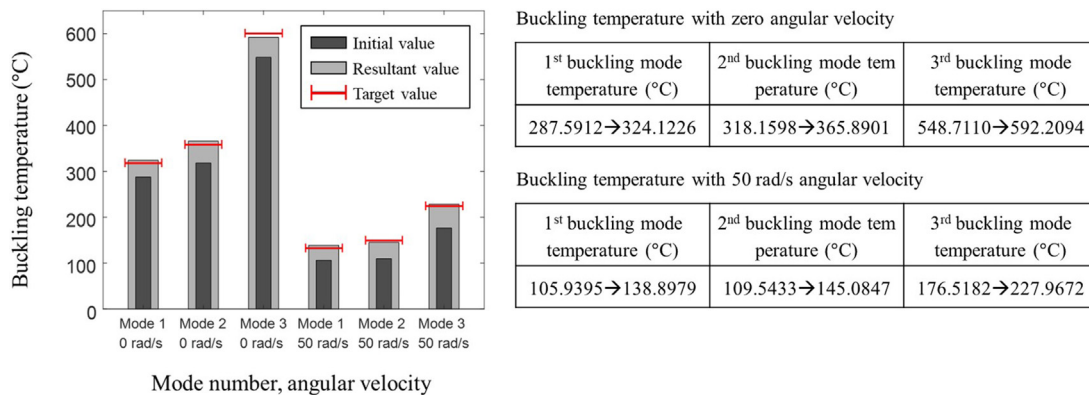 Buckling temperature (°C)
600
500
400
300
200
100
0
Initial value
Resultant value
Target value
Mode 1 Mode 2 Mode 3 Mode 1 Mode 2 Mode 3
0 rad/s 0 rad/s 0 rad/s 50 rad/s 50 rad/s 50 rad/s
Mode number, angular velocity
Buckling temperature with zero angular velocity
1st buckling mode
temperature (°C)
2nd buckling mode tem
perature (°C)
3rd buckling mode
temperature (°C)
287.5912→324.1226 318.1598→365.8901 548.7110→592.2094
Buckling temperature with 50 rad/s angular velocity
1st buckling mode
temperature (°C)
2nd buckling mode tem
perature (°C)
3rd buckling mode
temperature (°C)
105.9395→138.8979 109.5433→145.0847 176.5182→227.9672